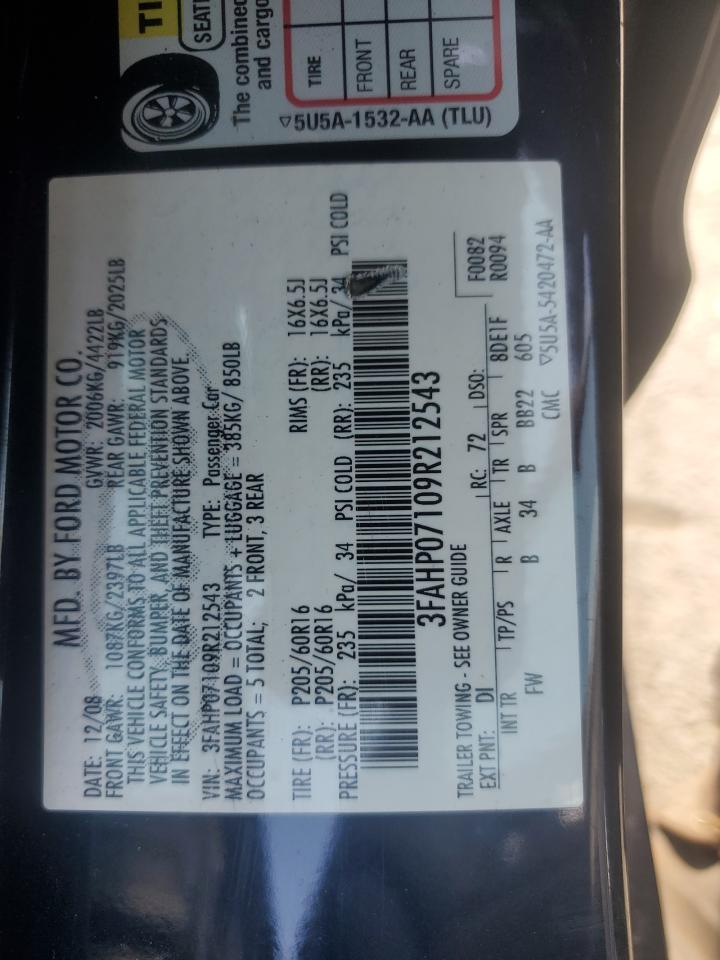 TI
SEATI
The combined
and cargo
TIRE
FRONT
REAR
SPARE
▽5U5A-1532-AA (TLU)
MFD. BY FORD MOTOR CO.
DATE: 12/08 GVWR: 2006KG/4422LB
FRONT GAWR: 1087KG/2397LB REAR GAWR: 919KG/2025LB
THIS VEHICLE CONFORMS TO ALL APPLICABLE FEDERAL MOTOR
VEHICLE SAFETY, BUMPER, AND THEFT PREVENTION STANDARDS
IN EFFECT ON THE DATE OF MANUFACTURE SHOWN ABOVE.
VIN: 3FAHP07109R212543 TYPE: Passenger Car
MAXIMUM LOAD = OCCUPANTS + LUGGAGE = 385KG/ 850LB
OCCUPANTS = 5 TOTAL; 2 FRONT, 3 REAR
TIRE (FR): P205/60R16 RIMS (FR): 16X6.5J
(RR): P205/60R16 (RR): 16X6.5J
PRESSURE (FR): 235 kPa/ 34 PSI COLD (RR): 235 kPa/34 PSI COLD
3FAHP07109R212543
TRAILER TOWING - SEE OWNER GUIDE F0082
EXT PNT: DI RC: 72 DSO: R0094
INT TR TP/PS R AXLE TR SPR 8DE1F
FW B 34 B BB22 605
CMC ▽5U5A-5420472-AA